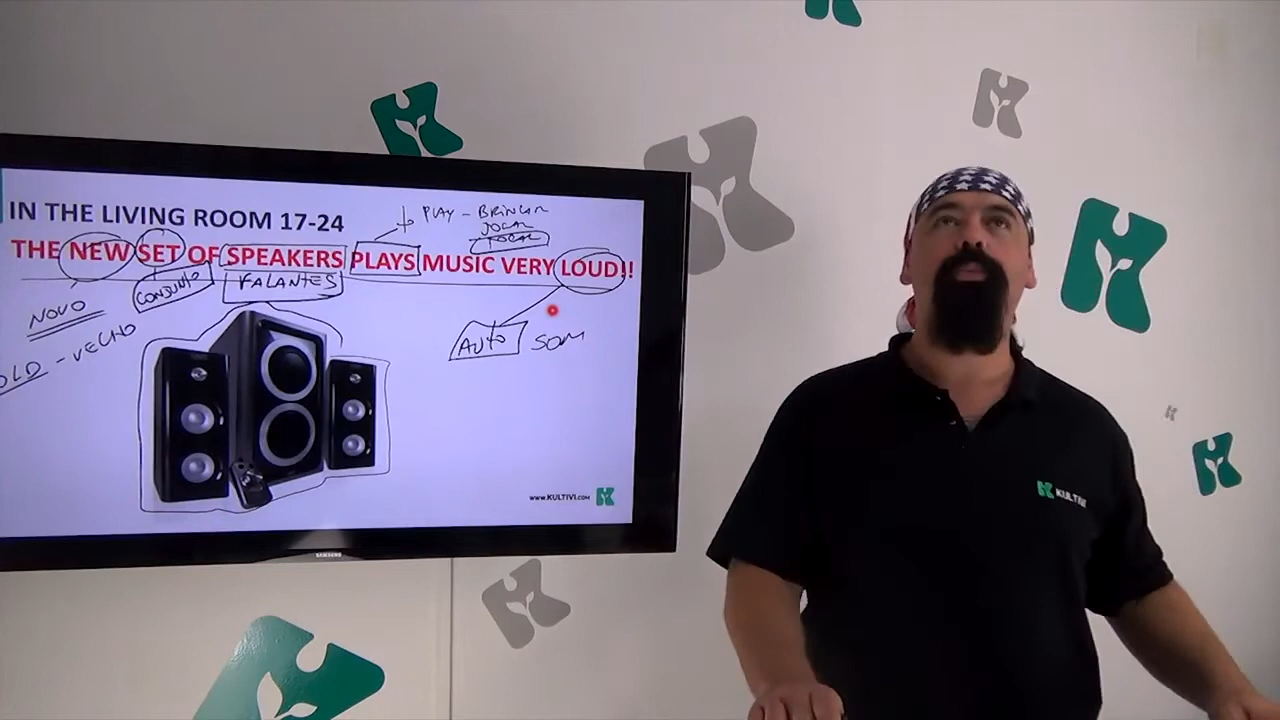 IN THE LIVING ROOM 17-24
PLAY - BRINCAR
JOGAR
TOCAR
THE NEW SET OF SPEAKERS PLAYS MUSIC VERY LOUD!!
NOVO
CONJUNTO
FALANTES
OLD - VELHO
ALTO SOM
WWW.KULTIVI.COM
SAMSUNG
KULTIVI